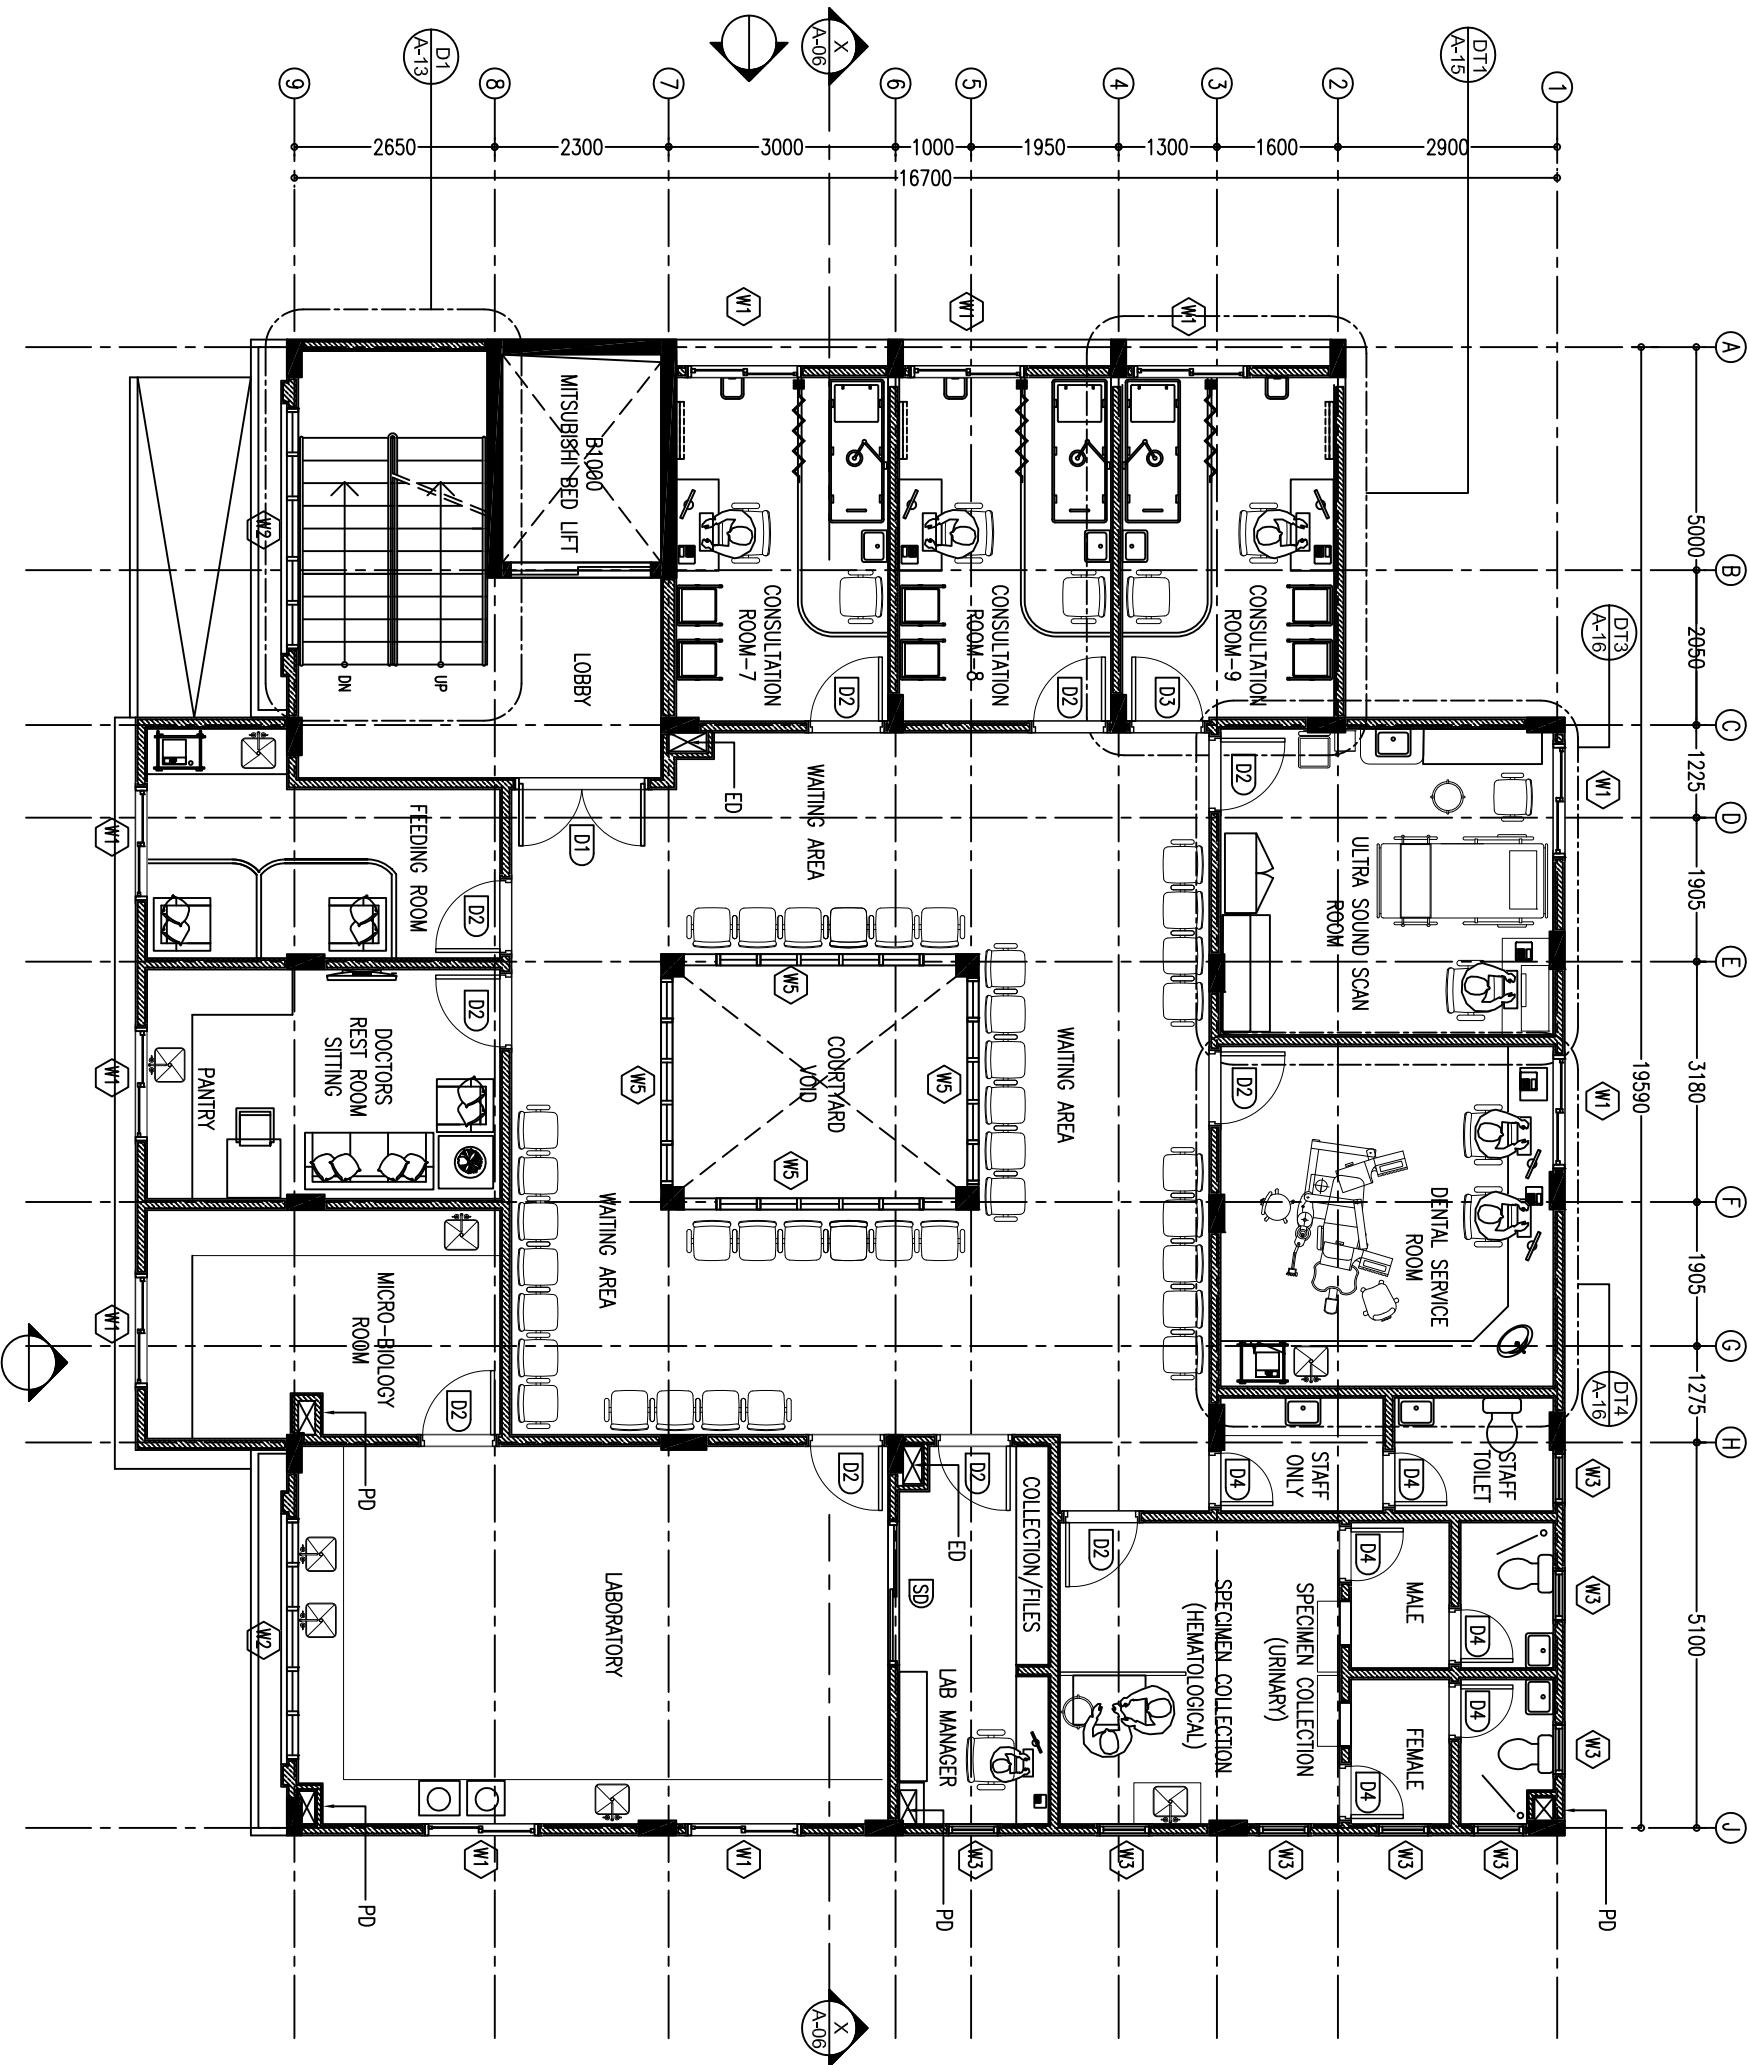 D1
A-13
X
A-06
DT1
A-15
9
8
7
6
5
4
3
2
1
2650
2300
3000
1000
1950
1300
1600
2900
16700
A
B
C
D
E
F
G
H
J
5000
2050
1225
1905
3180
1905
1275
5100
19590
DT3
A-16
DT4
A-16
W1
W1
W1
W2
B1000
MITSUBISHI BED LIFT
DN
UP
LOBBY
CONSULTATION
ROOM-7
D2
CONSULTATION
ROOM-8
D2
CONSULTATION
ROOM-9
D3
ED
D1
WAITING AREA
D2
W1
ULTRA SOUND SCAN
ROOM
W1
FEEDING ROOM
D2
W5
W5
W5
W5
COURTYARD
VOID
WAITING AREA
D2
DENTAL SERVICE
ROOM
W1
W1
PANTRY
DOCTORS
REST ROOM
SITTING
D2
WAITING AREA
W1
MICRO-BIOLOGY
ROOM
D2
PD
D2
ED
D2
COLLECTION/FILES
STAFF
ONLY
D4
STAFF
TOILET
D4
W3
LABORATORY
W2
SD
LAB MANAGER
D2
SPECIMEN COLLECTION
(HEMATOLOGICAL)
SPECIMEN COLLECTION
(URINARY)
MALE
D4
D4
W3
FEMALE
D4
D4
W3
PD
PD
PD
W1
W1
W3
W3
W3
W3
W3
X
A-06